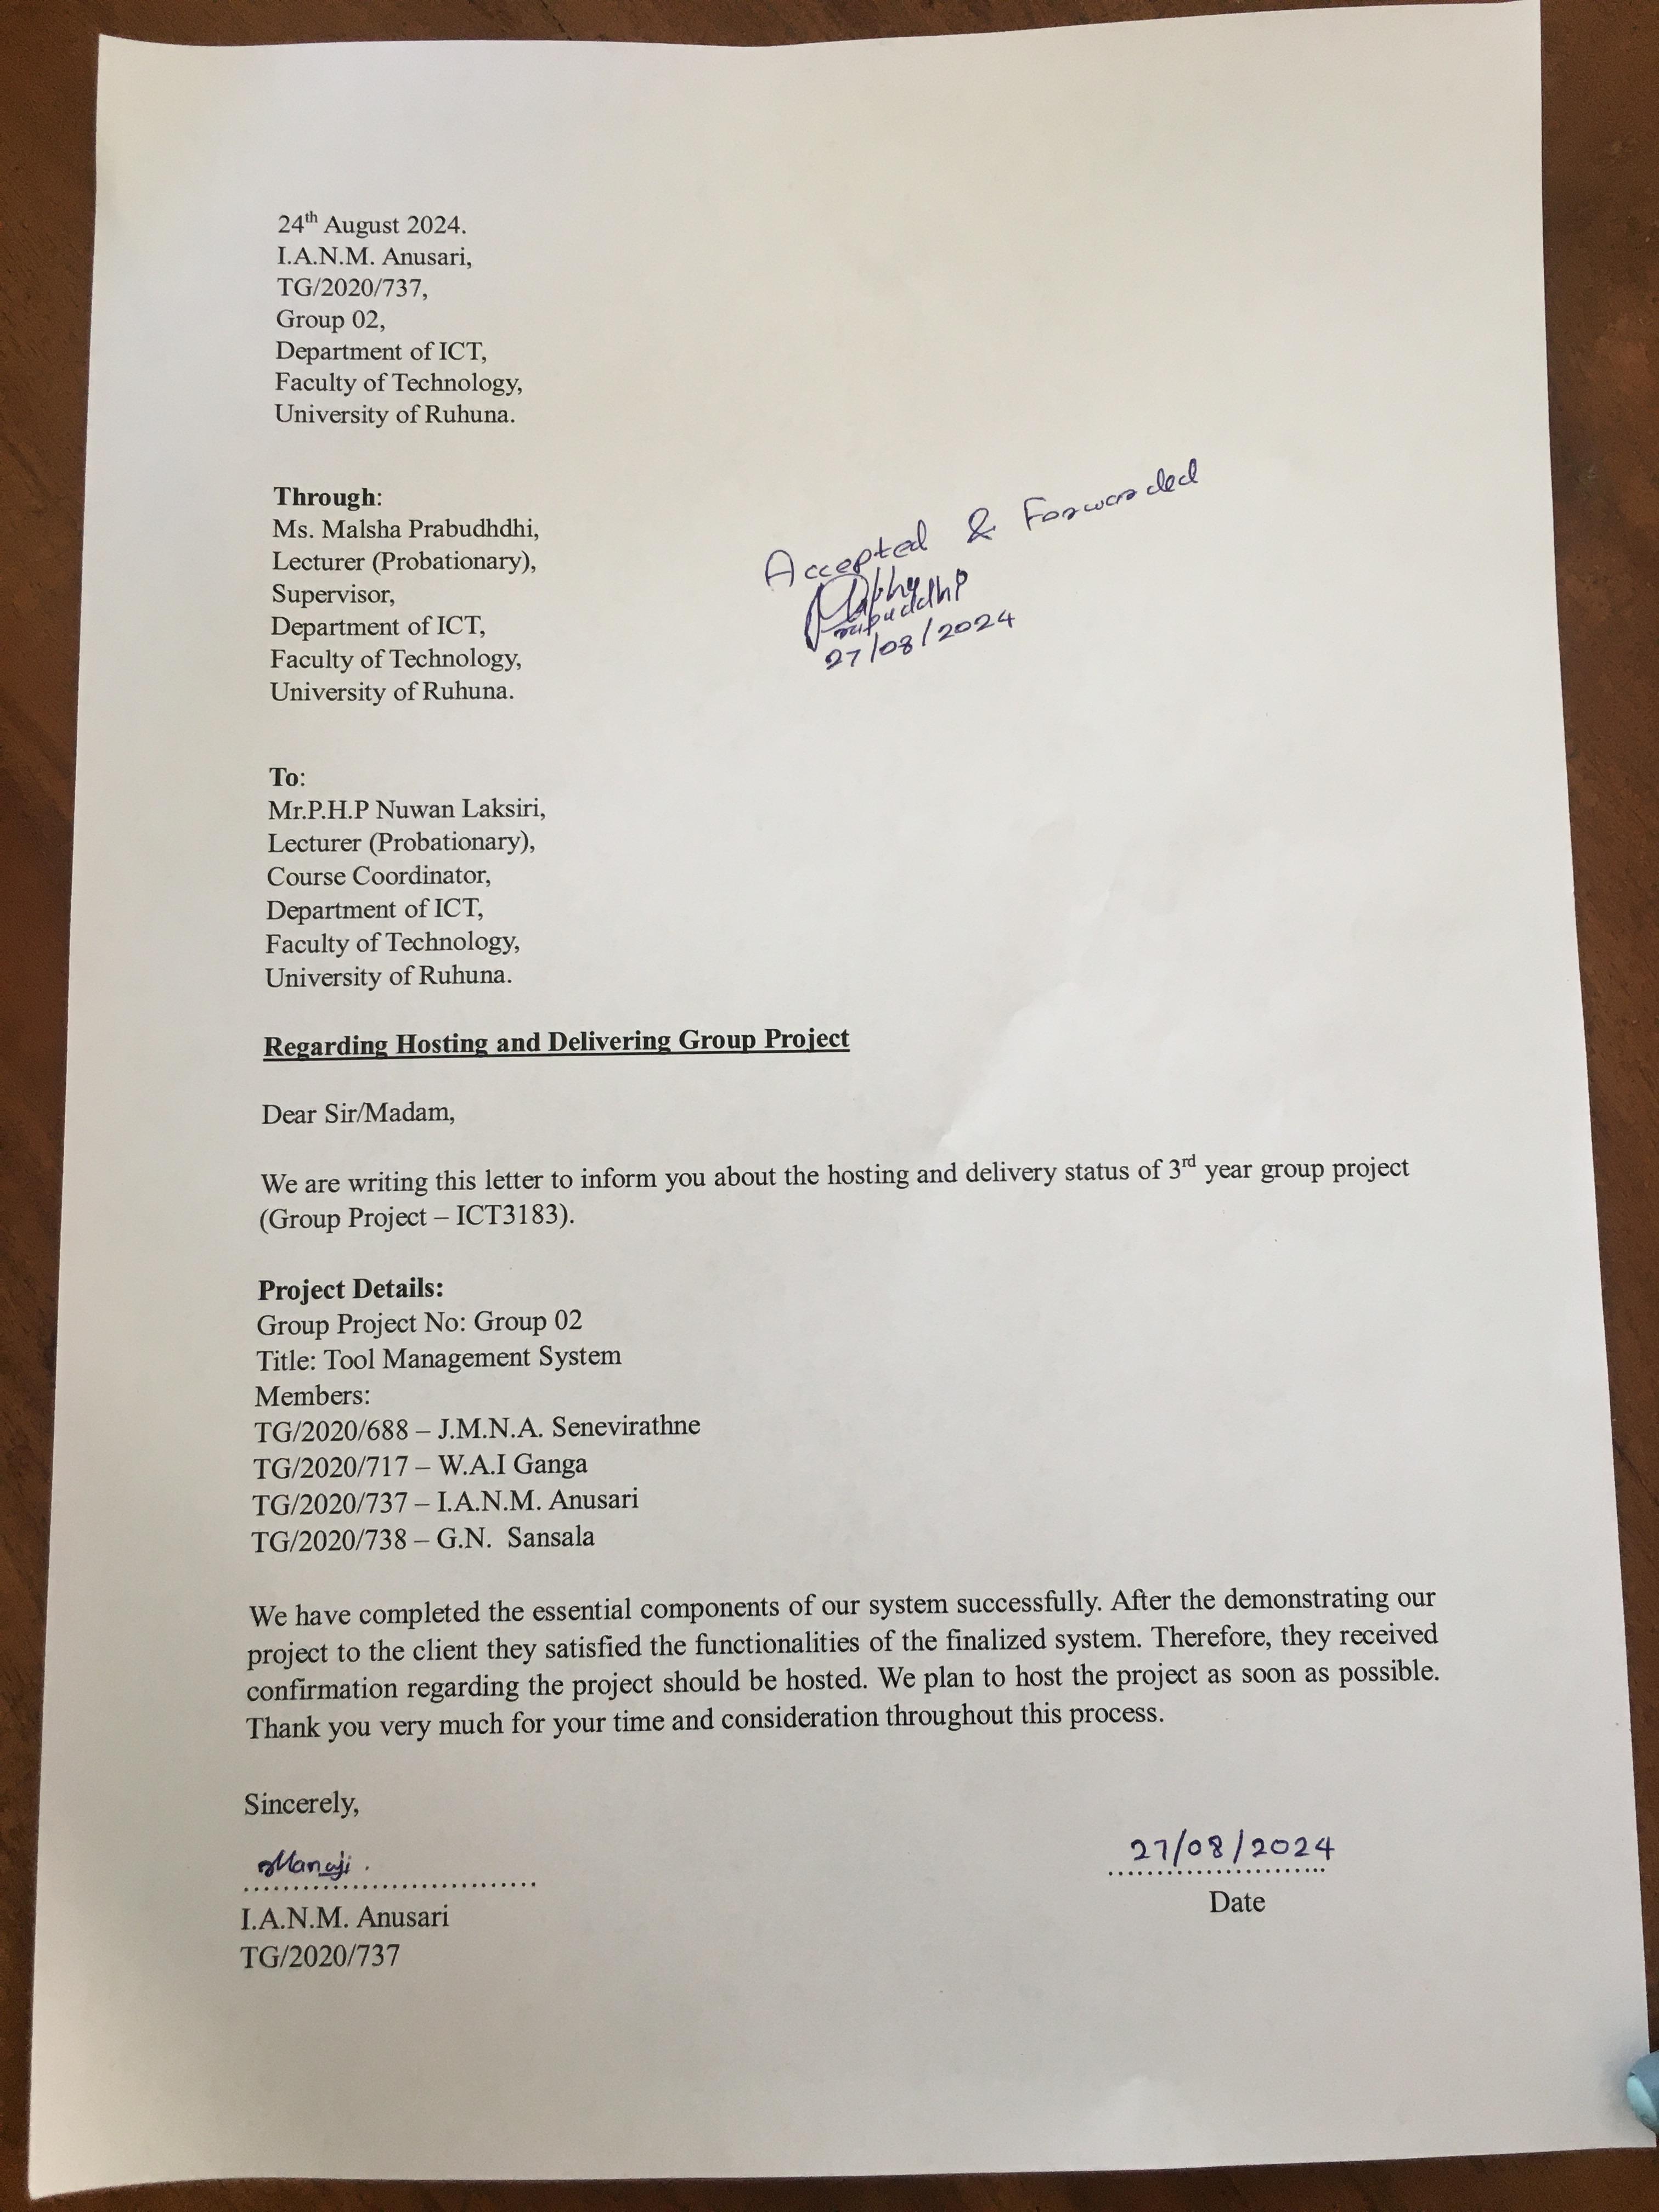 24th August 2024.
I.A.N.M. Anusari,
TG/2020/737,
Group 02,
Department of ICT,
Faculty of Technology,
University of Ruhuna.
Through:
Ms. Malsha Prabudhdhi,
Lecturer (Probationary),
Supervisor,
Department of ICT,
Faculty of Technology,
University of Ruhuna.
Accepted & Forwarded
27/08/2024
To:
Mr.P.H.P Nuwan Laksiri,
Lecturer (Probationary),
Course Coordinator,
Department of ICT,
Faculty of Technology,
University of Ruhuna.
Regarding Hosting and Delivering Group Project
Dear Sir/Madam,
We are writing this letter to inform you about the hosting and delivery status of 3rd year group project
(Group Project – ICT3183).
Project Details:
Group Project No: Group 02
Title: Tool Management System
Members:
TG/2020/688 – J.M.N.A. Senevirathne
TG/2020/717 – W.A.I Ganga
TG/2020/737 – I.A.N.M. Anusari
TG/2020/738 – G.N. Sansala
We have completed the essential components of our system successfully. After the demonstrating our
project to the client they satisfied the functionalities of the finalized system. Therefore, they received
confirmation regarding the project should be hosted. We plan to host the project as soon as possible.
Thank you very much for your time and consideration throughout this process.
Sincerely,
27/08/2024
Date
I.A.N.M. Anusari
TG/2020/737